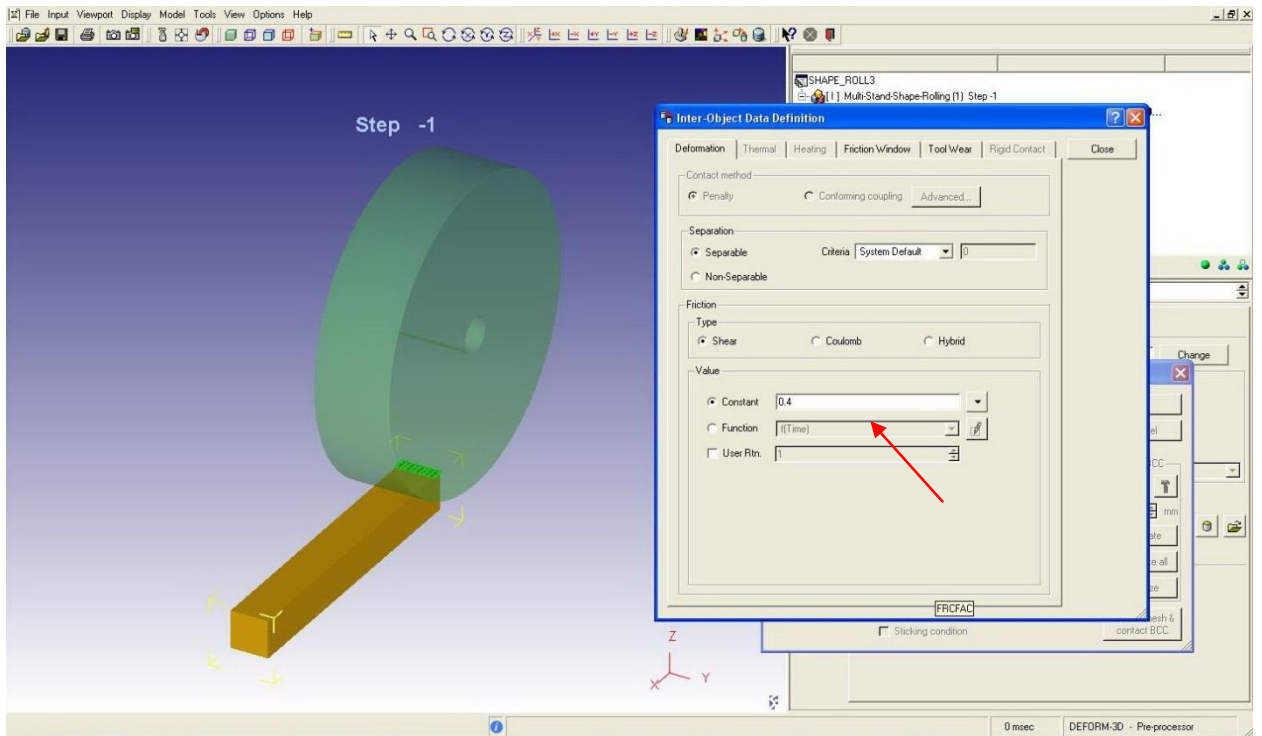 File Input Viewport Display Model Tools View Options Help
SHAPE_ROLL3
[1] Multi-Stand-Shape-Rolling (1) Step -1
Step -1
Inter-Object Data Definition
Deformation Thermal Heating Friction Window Tool Wear Rigid Contact Close
Contact method
Penalty Conforming coupling Advanced...
Separation
Separable Criteria System Default 0
Non-Separable
Friction
Type
Shear Coulomb Hybrid
Change
Value
Constant 0.4
Function f(Time)
User Rtn. 1
BCC
mm
FRCFAC
Sticking condition
contact BCC
Z
X Y
0 msec DEFORM-3D - Pre-processor